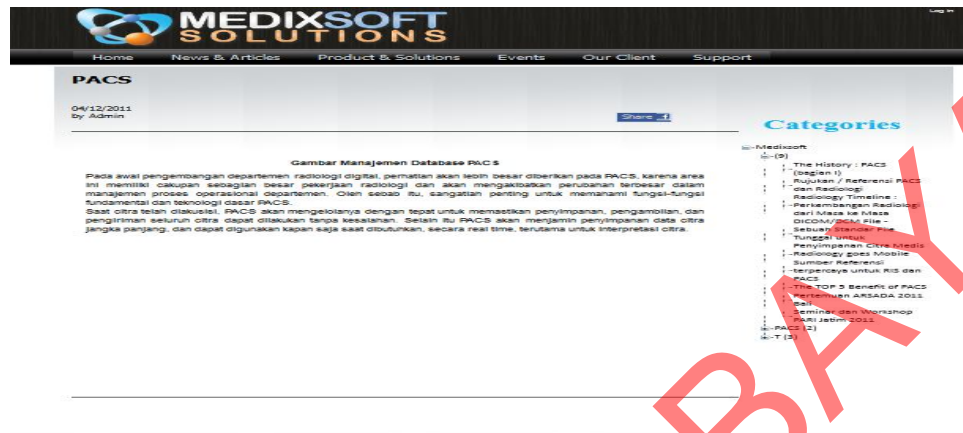 Log In
MEDIXSOFT
SOLUTIONS
Home News & Articles Product & Solutions Events Our Client Support
PACS
04/12/2011
by Admin
Share
Gambar Manajemen Database PACS
Pada awal pengembangan departemen radiologi digital, perhatian akan lebih besar diberikan pada PACS, karena area
ini memiliki cakupan sebagian besar pekerjaan radiologi dan akan mengakibatkan perubahan terbesar dalam
manajemen proses operasional departemen. Oleh sebab itu, sangatlah penting untuk memahami fungsi-fungsi
fundamental dan teknologi dasar PACS.
Saat citra telah diakuisi, PACS akan mengelolanya dengan tepat untuk memastikan penyimpanan, pengambilan, dan
pengiriman seluruh citra dapat dilakukan tanpa kesalahan. Selain itu PACS akan menjamin penyimpanan data citra
jangka panjang, dan dapat digunakan kapan saja saat dibutuhkan, secara real time, terutama untuk interpretasi citra.
Categories
Medixsoft
(9)
The History : PACS
(bagian I)
Rujukan / Referensi PACS
dan Radiologi
Radiology Timeline :
Perkembangan Radiologi
dari Masa ke Masa
DICOM/DCM File -
Sebuah Standar File
Tunggal untuk
Penyimpanan Citra Medis
Radiology goes Mobile
Sumber Referensi
terpercaya untuk RIS dan
PACS
The TOP 5 Benefit of PACS
Pertemuan ARSADA 2011
Bali
Seminar dan Workshop
PARI Jatim 2011
PACS (2)
T (3)
BAY